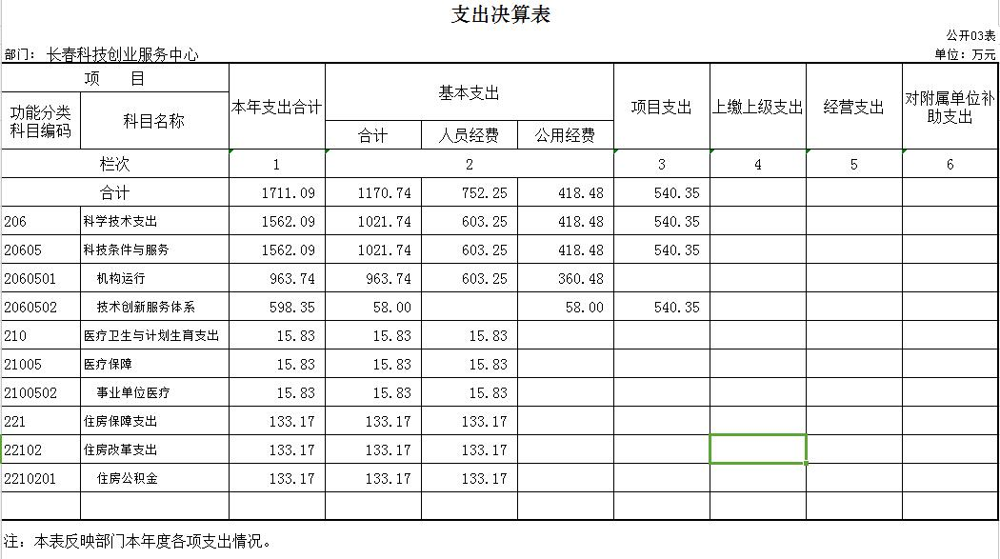 支出决算表
公开03表
部门： 长春科技创业服务中心 单位：万元
项 目 本年支出合计 基本支出 项目支出 上缴上级支出 经营支出 对附属单位补助支出
功能分类科目编码 科目名称 合计 人员经费 公用经费
栏次 1 2 3 4 5 6
合计 1711.09 1170.74 752.25 418.48 540.35
206 科学技术支出 1562.09 1021.74 603.25 418.48 540.35
20605 科技条件与服务 1562.09 1021.74 603.25 418.48 540.35
2060501 机构运行 963.74 963.74 603.25 360.48
2060502 技术创新服务体系 598.35 58.00 58.00 540.35
210 医疗卫生与计划生育支出 15.83 15.83 15.83
21005 医疗保障 15.83 15.83 15.83
2100502 事业单位医疗 15.83 15.83 15.83
221 住房保障支出 133.17 133.17 133.17
22102 住房改革支出 133.17 133.17 133.17
2210201 住房公积金 133.17 133.17 133.17
注：本表反映部门本年度各项支出情况。